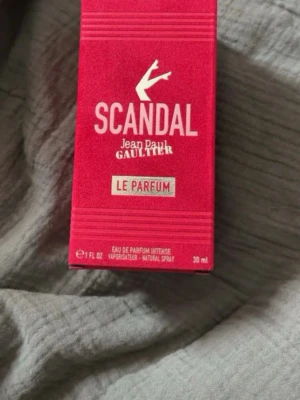 SCANDAL
Jean Paul
GAULTIER
LE PARFUM
EAU DE PARFUM INTENSE
℮ 1 FL OZ VAPORISATEUR - NATURAL SPRAY 30 ml